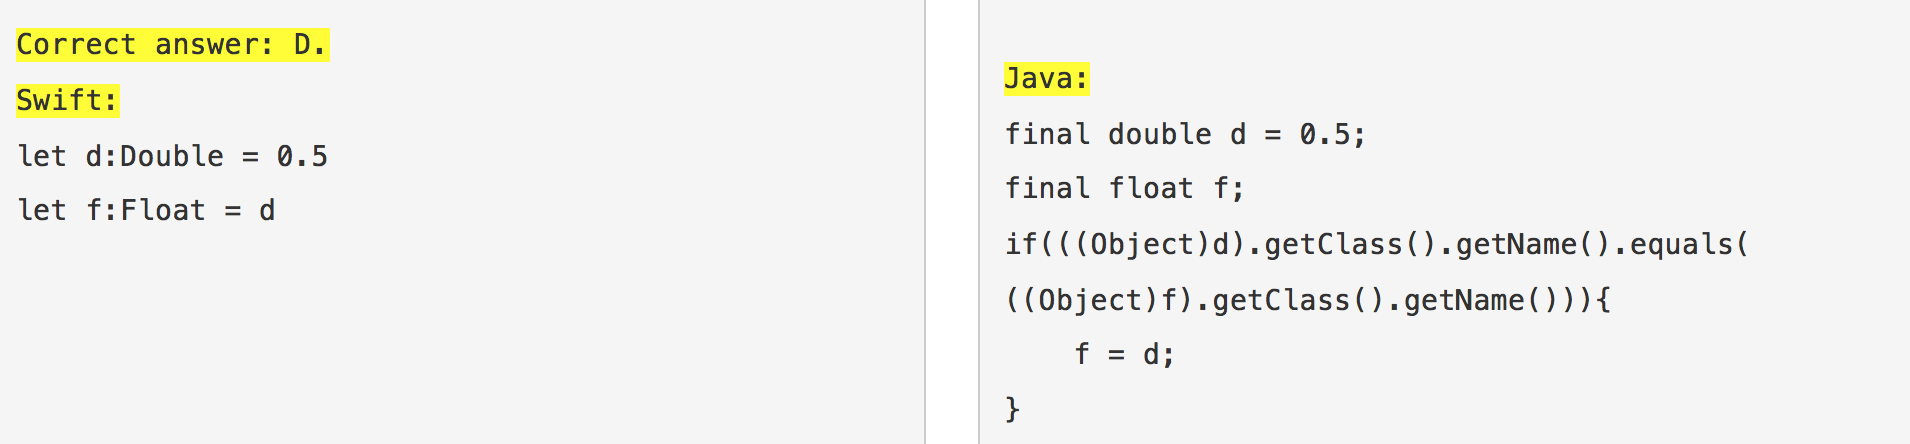 Correct answer: D.
Swift:
let d:Double = 0.5
let f:Float = d
Java:
final double d = 0.5;
final float f;
if(((Object)d).getClass().getName().equals(
((Object)f).getClass().getName())){
    f = d;
}